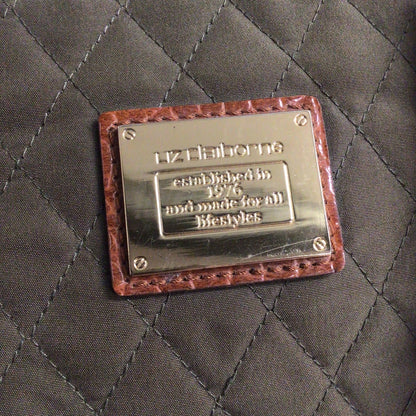 Liz claiborne
established in
1976
and made for all
lifestyles